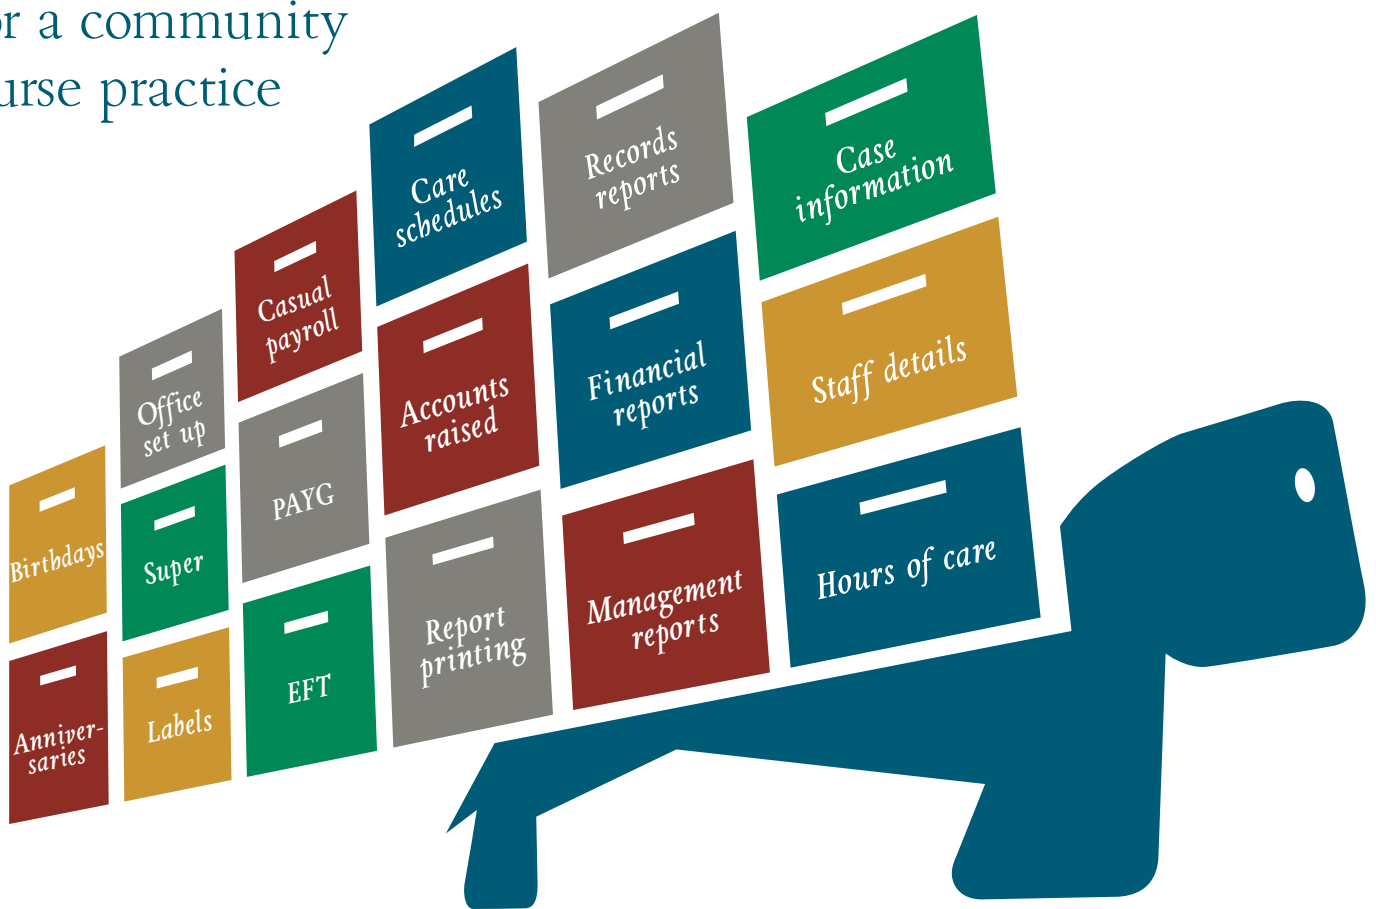 or a community
urse practice
Care
schedules
Records
reports
Case
information
Casual
payroll
Accounts
raised
Financial
reports
Staff details
Office
set up
PAYG
Report
printing
Management
reports
Hours of care
Birthdays
Super
EFT
Anniver-
saries
Labels